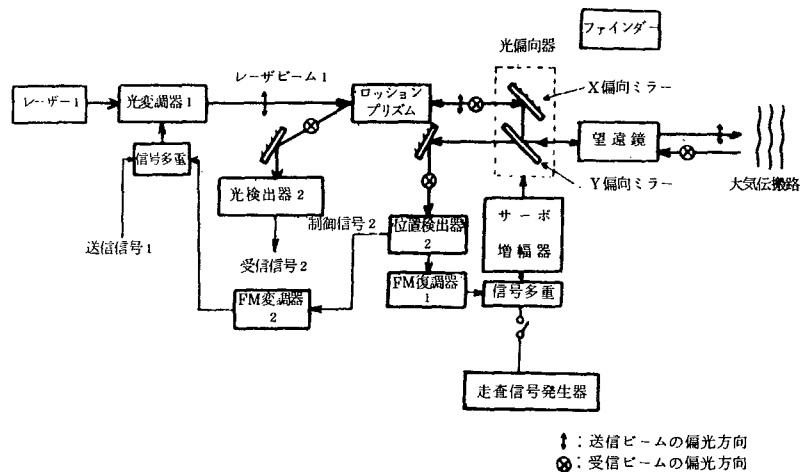 ファインダー
光偏向器
レーザビーム1
レーザー1
光変調器1
ロッション
プリズム
X偏向ミラー
望遠鏡
信号多重
Y偏向ミラー
大気伝搬路
光検出器2
制御信号2
位置検出器
2
サーボ
増幅器
送信信号1
受信信号2
FM変調器
2
FM復調器
1
信号多重
走査信号発生器
↕：送信ビームの偏光方向
⊗：受信ビームの偏光方向